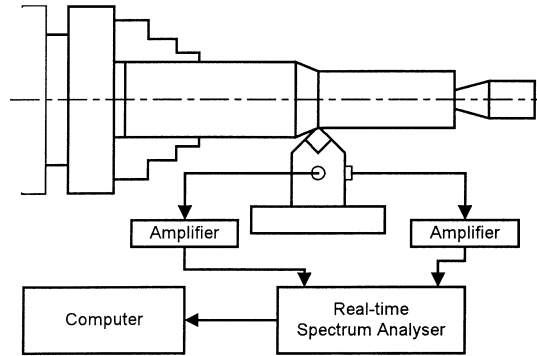 Amplifier
Amplifier
Computer
Real-time
Spectrum Analyser